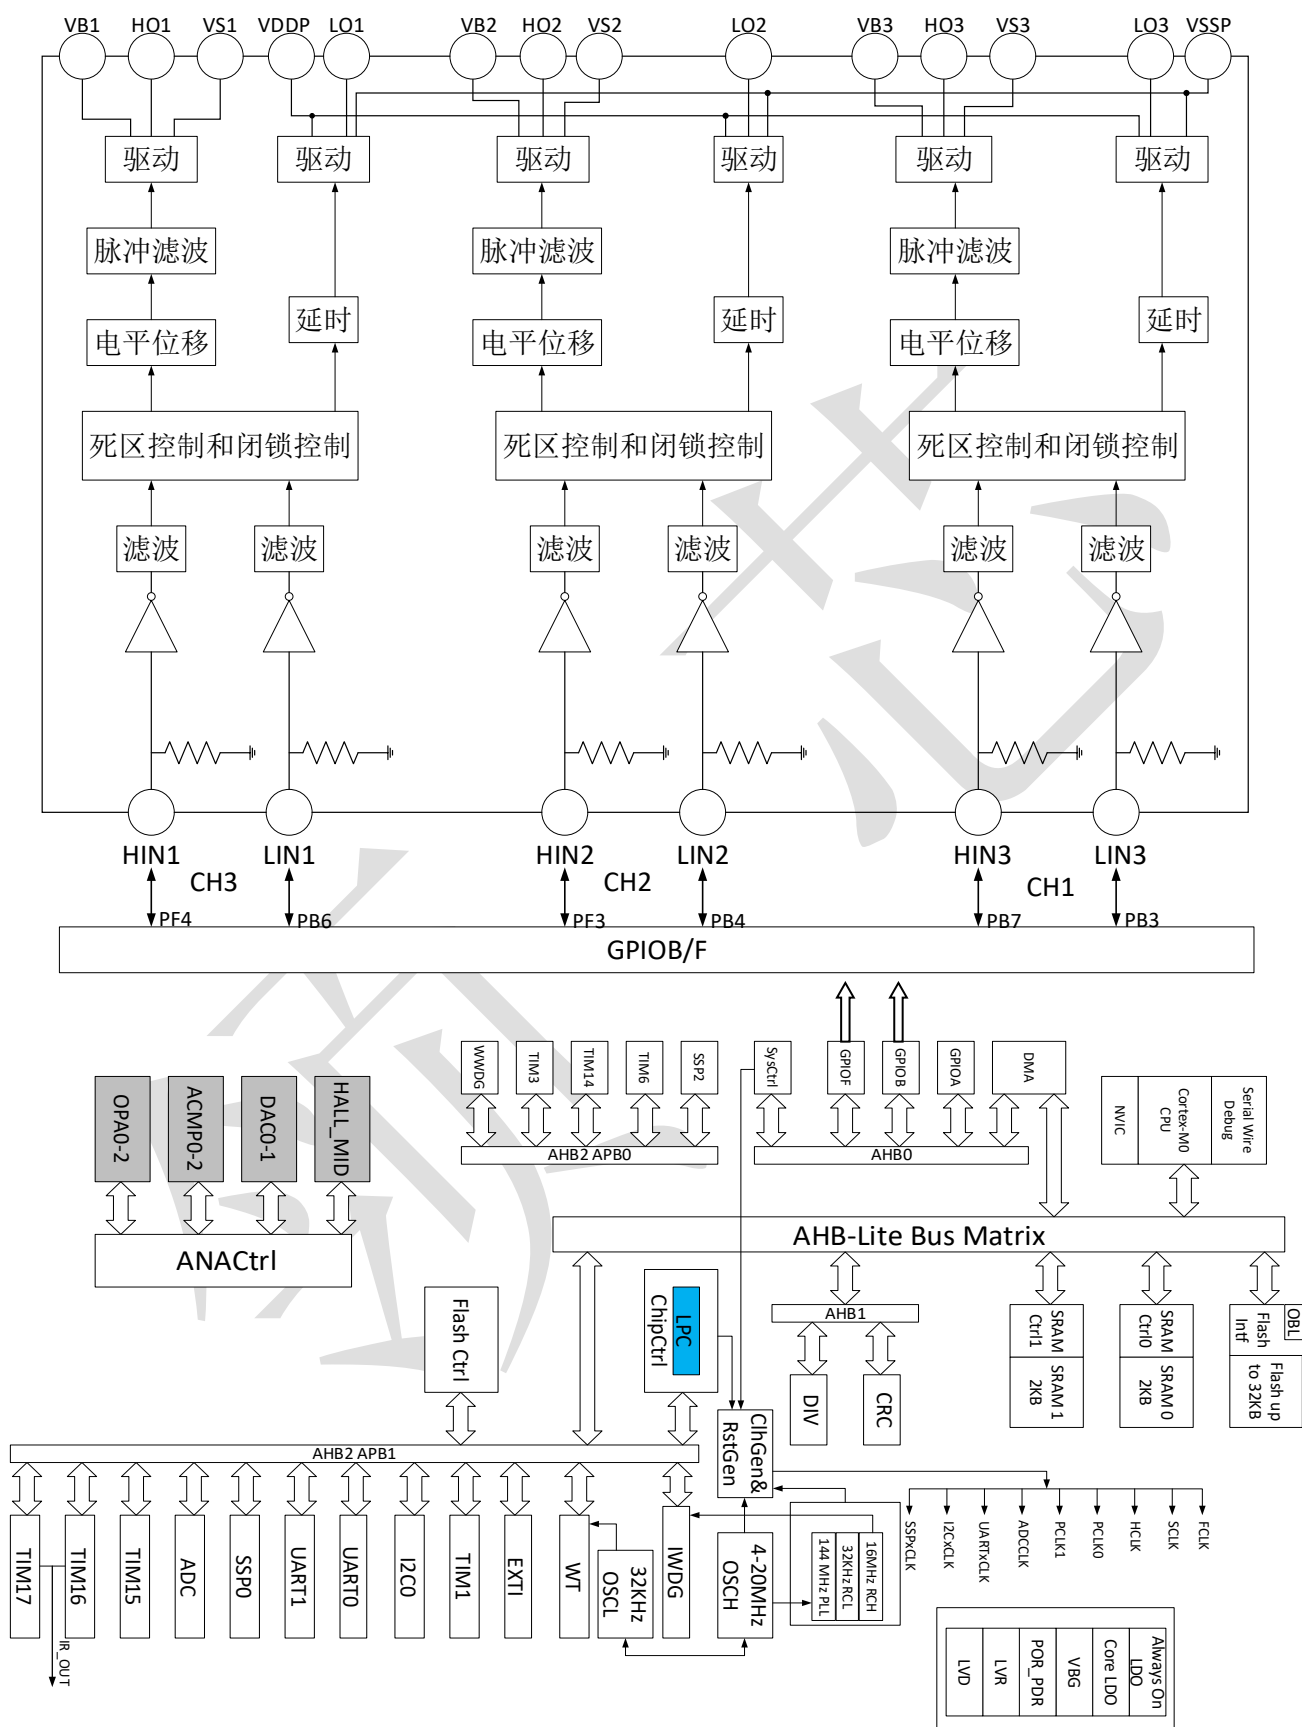 VB1 HO1 VS1 VDDP LO1 VB2 HO2 VS2 LO2 VB3 HO3 VS3 LO3 VSSP
驱动 驱动 驱动 驱动 驱动 驱动
脉冲滤波 脉冲滤波 脉冲滤波
延时 延时 延时
电平位移 电平位移 电平位移
死区控制和闭锁控制 死区控制和闭锁控制 死区控制和闭锁控制
滤波 滤波 滤波 滤波 滤波 滤波
HIN1 LIN1 HIN2 LIN2 HIN3 LIN3
CH3 CH2 CH1
PF4 PB6 PF3 PB4 PB7 PB3
GPIOB/F
WWDG TIM3 TIM14 TIM6 SSP2 SysCtrl GPIOF GPIOB GPIOA DMA
OPA0-2 ACMP0-2 DAC0-1 HALL_MID
NVIC
Cortex-M0
CPU
Serial Wire
Debug
AHB2 APB0 AHB0
AHB-Lite Bus Matrix
ANACtrl
Flash Ctrl
LPC
ChipCtrl
AHB1
SRAM
Ctrl1
SRAM 1
2KB
SRAM
Ctrl0
SRAM 0
2KB
OBL
Flash
Intf
Flash up
to 32KB
DIV CRC
ClhGen&
RstGen
AHB2 APB1
TIM17 TIM16 TIM15 ADC SSP0 UART1 UART0 I2C0 TIM1 EXTI WT
32KHz
OSCL
IWDG
4-20MHz
OSCH
16MHz RCH
32KHz RCL
144 MHz PLL
SSPxCLK I2CxCLK UARTxCLK ADCCLK PCLK1 PCLK0 HCLK SCLK FCLK
IR_OUT
LVD LVR POR_PDR VBG Core LDO
Always On
LDO
领芯